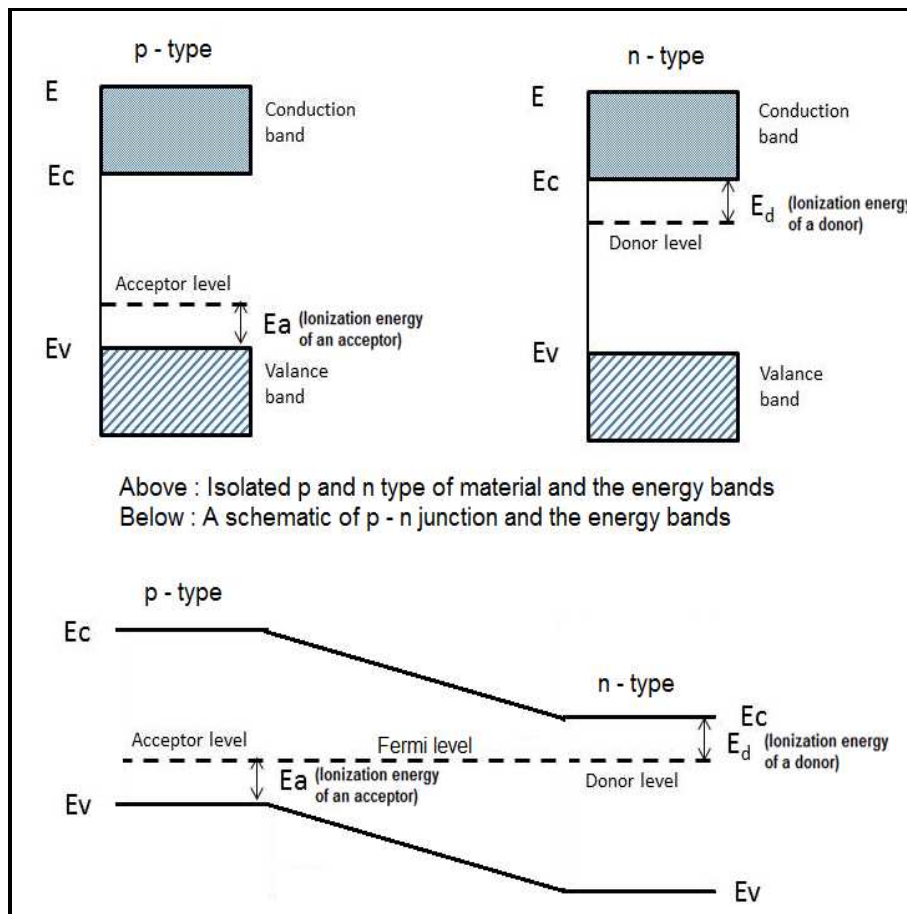 p - type
n - type
E
Conduction
band
E
Conduction
band
Ec
Ec
Ed (Ionization energy
of a donor)
Donor level
Acceptor level
Ea (Ionization energy
of an acceptor)
Ev
Ev
Valance
band
Valance
band
Above : Isolated p and n type of material and the energy bands
Below : A schematic of p - n junction and the energy bands
p - type
Ec
n - type
Ec
Ed (Ionization energy
of a donor)
Acceptor level
Fermi level
Ea (Ionization energy
of an acceptor)
Donor level
Ev
Ev